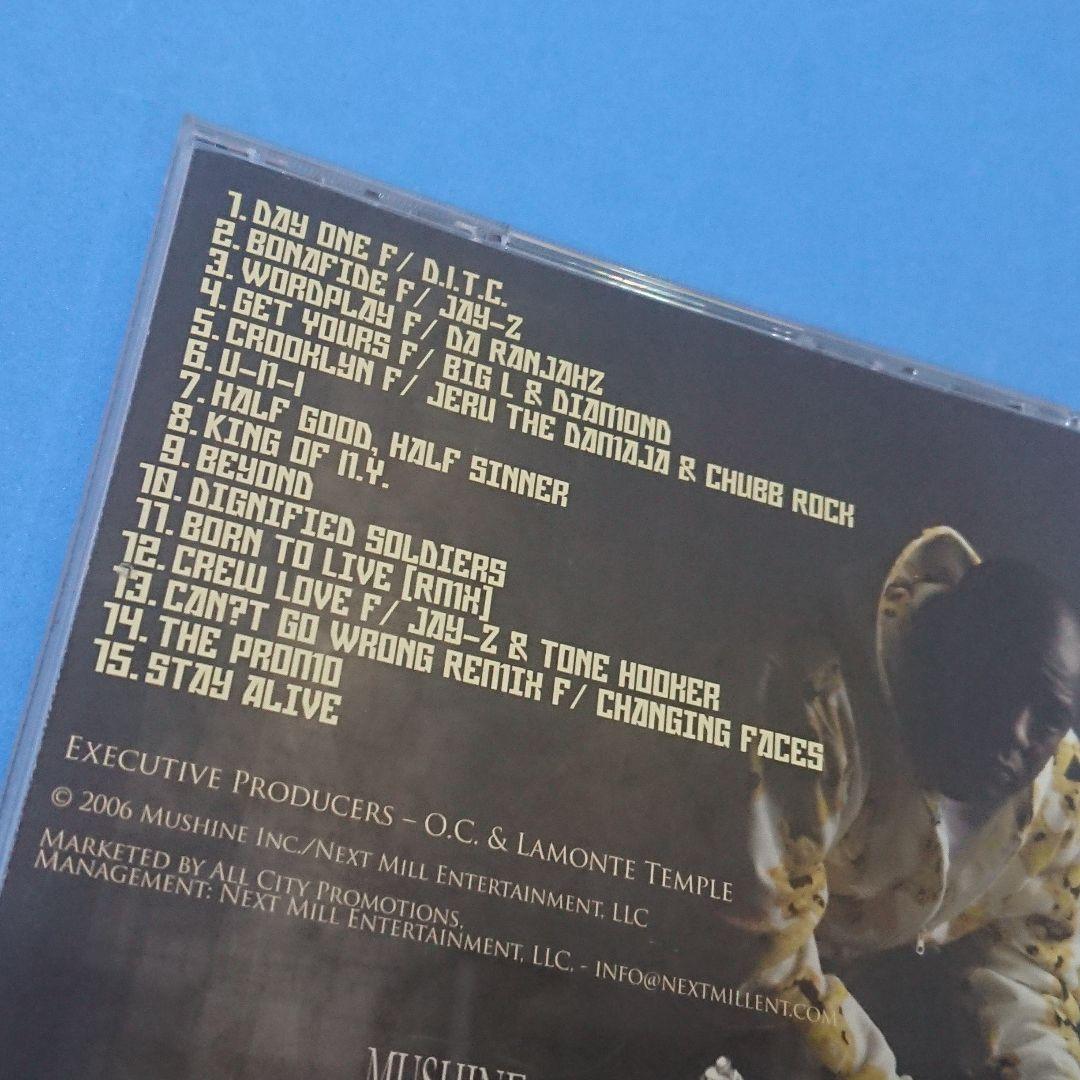 1. DAY ONE F/ D.I.T.C.
2. BONAFIDE F/ JAY-Z
3. WORDPLAY F/ DA RANJAHZ
4. GET YOURS F/ BIG L & DIAMOND
5. CROOKLYN F/ JERU THE DAMAJA & CHUBB ROCK
6. U-N-I
7. HALF GOOD, HALF SINNER
8. KING OF N.Y.
9. BEYOND
10. DIGNIFIED SOLDIERS
11. BORN TO LIVE [RMX]
12. CREW LOVE F/ JAY-Z & TONE HOOKER
13. CAN?T GO WRONG REMIX F/ CHANGING FACES
14. THE PROMO
15. STAY ALIVE
EXECUTIVE PRODUCERS – O.C. & LAMONTE TEMPLE
© 2006 MUSHINE INC./NEXT MILL ENTERTAINMENT, LLC
MARKETED BY ALL CITY PROMOTIONS,
MANAGEMENT: NEXT MILL ENTERTAINMENT, LLC, - INFO@NEXTMILLENT.COM
MUSHINE